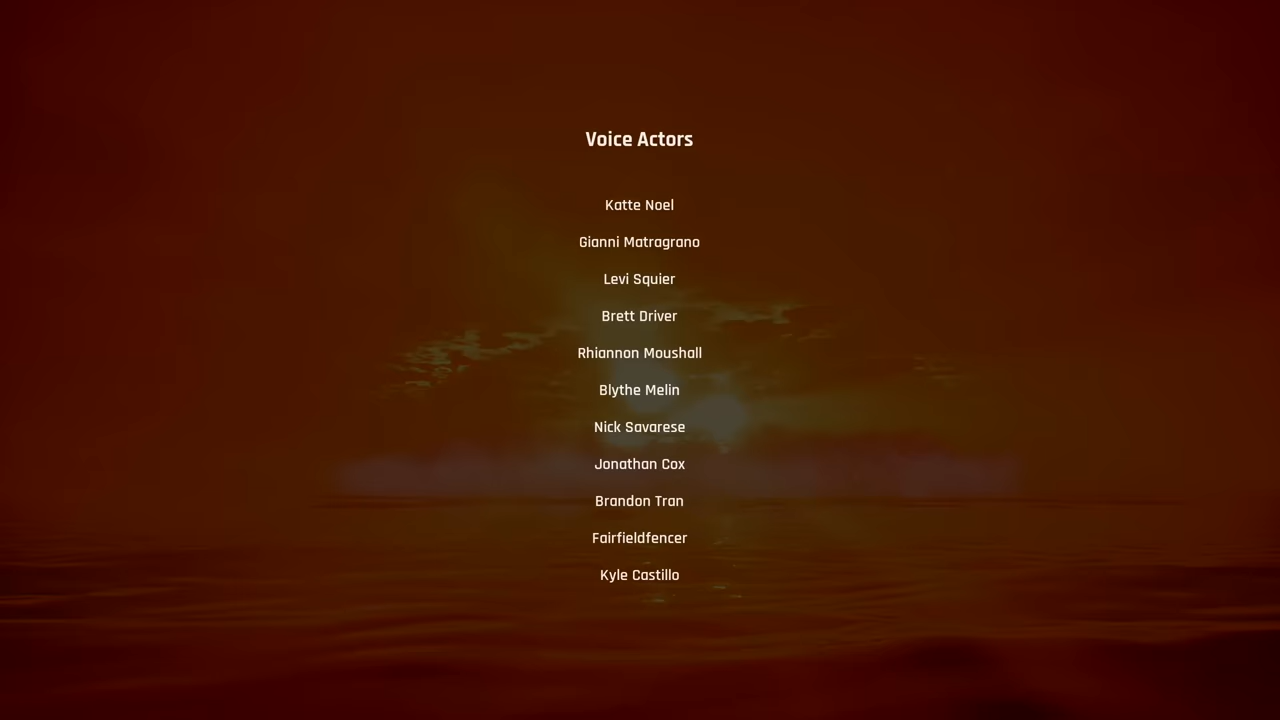 Voice Actors
Katte Noel
Gianni Matragrano
Levi Squier
Brett Driver
Rhiannon Moushall
Blythe Melin
Nick Savarese
Jonathan Cox
Brandon Tran
Fairfieldfencer
Kyle Castillo